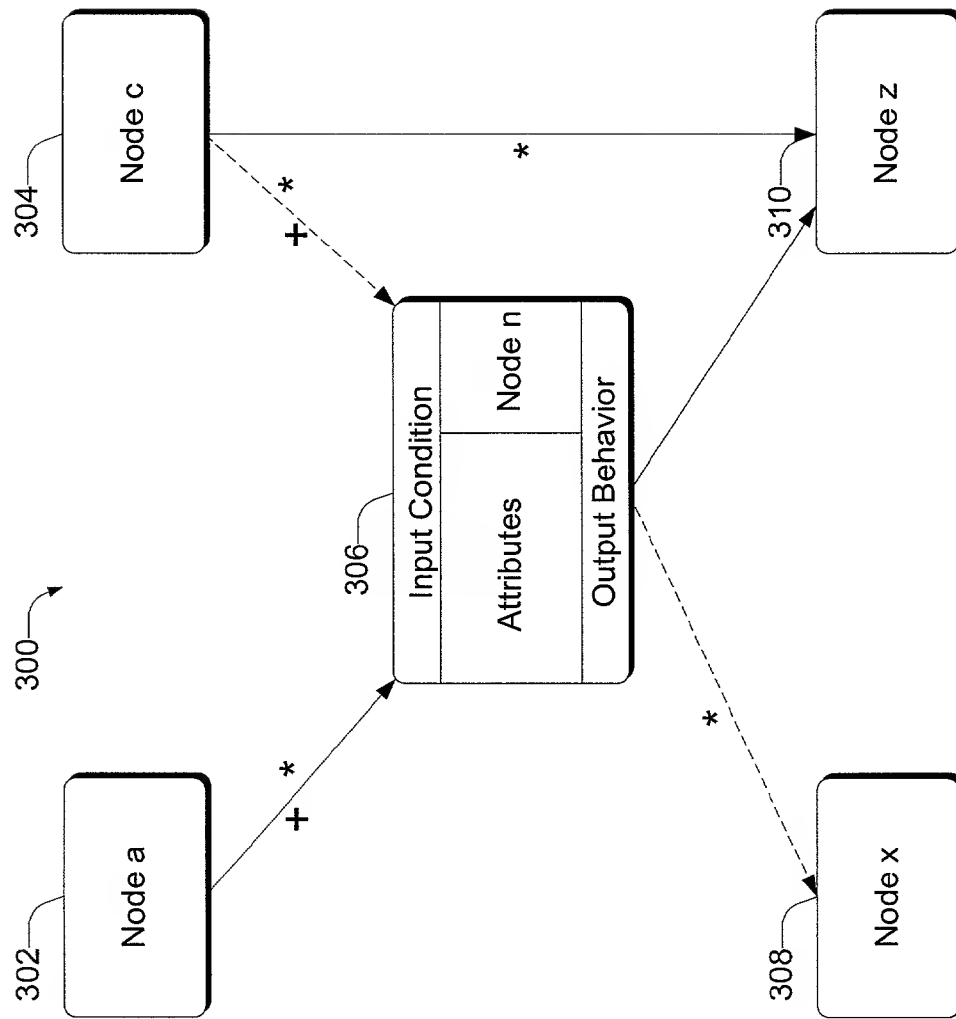 300
302
Node a
304
Node c
+ *
+ *
306
Input Condition
Attributes
Node n
Output Behavior
*
*
308
Node x
310
Node z